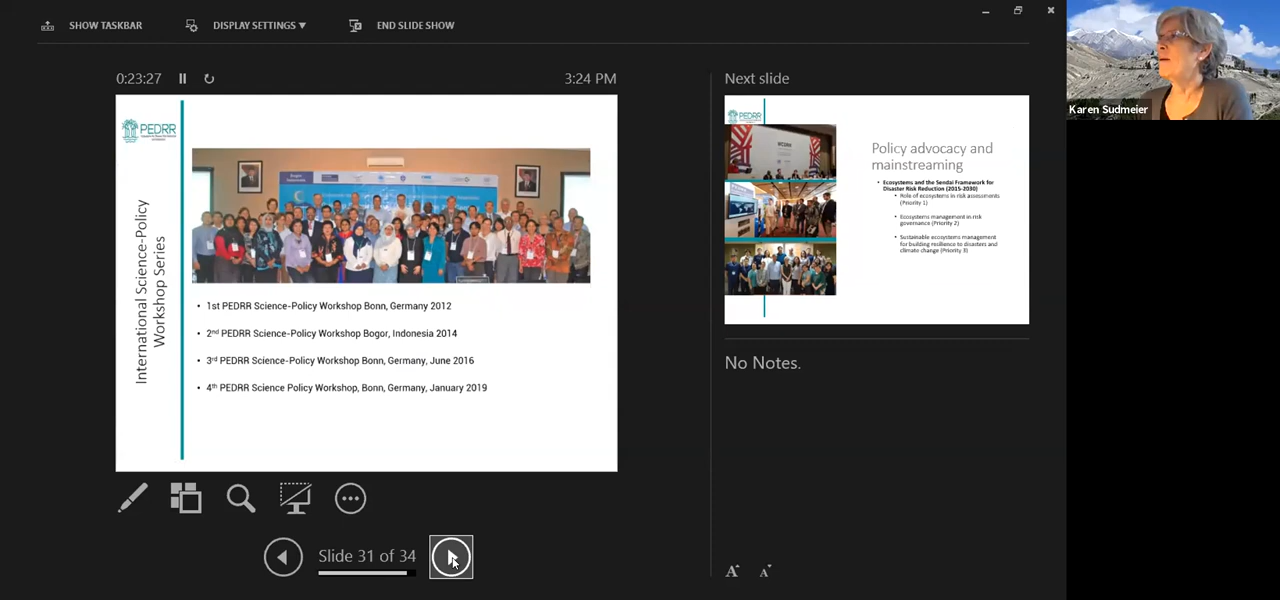 SHOW TASKBAR
DISPLAY SETTINGS ▼
END SLIDE SHOW
0:23:27
3:24 PM
PEDRR
International Science-Policy
Workshop Series
• 1st PEDRR Science-Policy Workshop Bonn, Germany 2012
• 2nd PEDRR Science-Policy Workshop Bogor, Indonesia 2014
• 3rd PEDRR Science-Policy Workshop Bonn, Germany, June 2016
• 4th PEDRR Science Policy Workshop, Bonn, Germany, January 2019
Slide 31 of 34
Next slide
PEDRR
Policy advocacy and
mainstreaming
• Ecosystems and the Sendai Framework for
Disaster Risk Reduction (2015-2030)
• Role of ecosystems in risk assessments
(Priority 1)
• Ecosystems management in risk
governance (Priority 2)
• Sustainable ecosystems management
for building resilience to disasters and
climate change (Priority 3)
No Notes.
A A
Karen Sudmeier